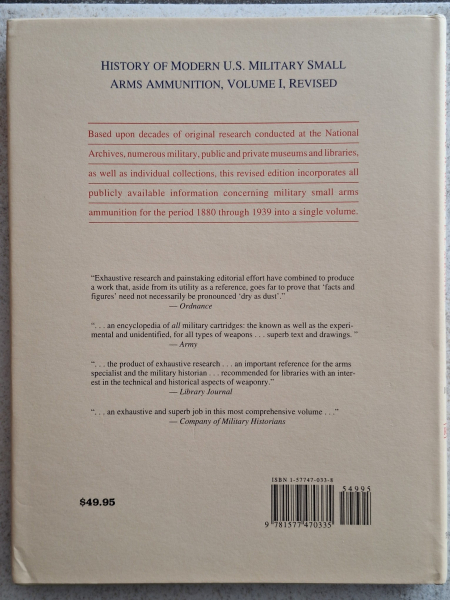 HISTORY OF MODERN U.S. MILITARY SMALL
ARMS AMMUNITION, VOLUME I, REVISED
Based upon decades of original research conducted at the National
Archives, numerous military, public and private museums and libraries,
as well as individual collections, this revised edition incorporates all
publicly available information concerning military small arms
ammunition for the period 1880 through 1939 into a single volume.
“Exhaustive research and painstaking editorial effort have combined to produce
a work that, aside from its utility as a reference, goes far to prove that ‘facts and
figures’ need not necessarily be pronounced ‘dry as dust’.”
— Ordnance
“. . . an encyclopedia of all military cartridges: the known as well as the experi-
mental and unidentified, for all types of weapons . . . superb text and drawings. ”
— Army
“. . . the product of exhaustive research . . . an important reference for the arms
specialist and the military historian . . . recommended for libraries with an inter-
est in the technical and historical aspects of weaponry.”
— Library Journal
“. . . an exhaustive and superb job in this most comprehensive volume . . .”
— Company of Military Historians
ISBN 1-57747-033-8
54995
$49.95
9 781577 470335